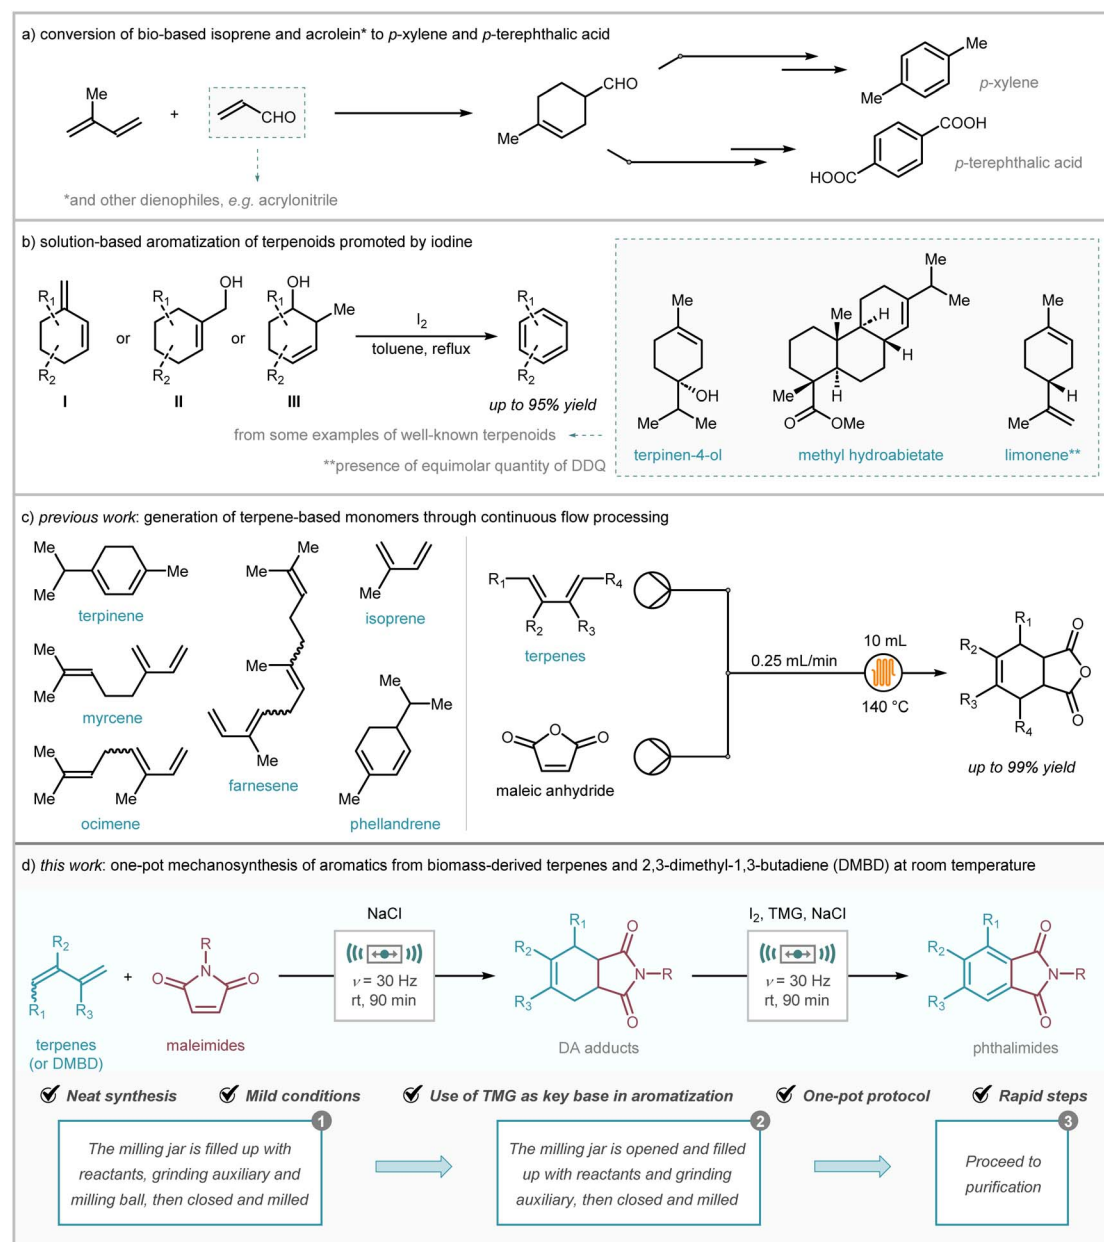 a) conversion of bio-based isoprene and acrolein* to p-xylene and p-terephthalic acid
Me
+
CHO
CHO
Me
Me
Me
p-xylene
COOH
HOOC
p-terephthalic acid
*and other dienophiles, e.g. acrylonitrile
b) solution-based aromatization of terpenoids promoted by iodine
R1
R2
I
or
OH
R1
R2
II
or
OH
R1
Me
R2
III
I2
toluene, reflux
R1
R2
up to 95% yield
from some examples of well-known terpenoids
**presence of equimolar quantity of DDQ
Me
OH
Me
Me
terpinen-4-ol
Me
Me
Me
H
H
Me
H
O
OMe
methyl hydroabietate
Me
H
Me
limonene**
c) previous work: generation of terpene-based monomers through continuous flow processing
Me
Me
Me
terpinene
Me
Me
myrcene
Me
Me
Me
ocimene
Me
Me
Me
Me
farnesene
Me
isoprene
Me
Me
Me
phellandrene
R1
R4
R2
R3
terpenes
O
O
O
maleic anhydride
0.25 mL/min
10 mL
140 °C
R1
R2
R3
R4
O
O
O
up to 99% yield
d) this work: one-pot mechanosynthesis of aromatics from biomass-derived terpenes and 2,3-dimethyl-1,3-butadiene (DMBD) at room temperature
R2
R1
R3
terpenes
(or DMBD)
+
R
N
O
O
maleimides
NaCl
ν = 30 Hz
rt, 90 min
R1
R2
R3
O
N
R
O
DA adducts
I2, TMG, NaCl
ν = 30 Hz
rt, 90 min
R1
R2
R3
O
N
R
O
phthalimides
Neat synthesis
Mild conditions
Use of TMG as key base in aromatization
One-pot protocol
Rapid steps
1
The milling jar is filled up with
reactants, grinding auxiliary and
milling ball, then closed and milled
2
The milling jar is opened and filled
up with reactants and grinding
auxiliary, then closed and milled
3
Proceed to
purification